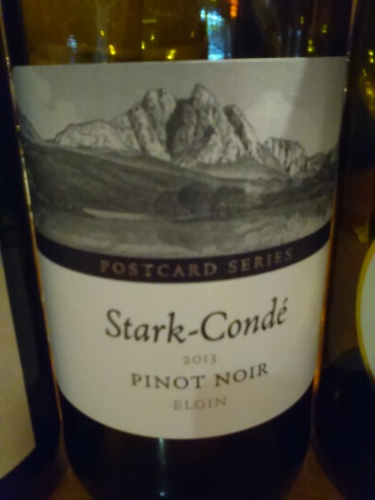 POSTCARD SERIES
Stark-Condé
2013
PINOT NOIR
ELGIN